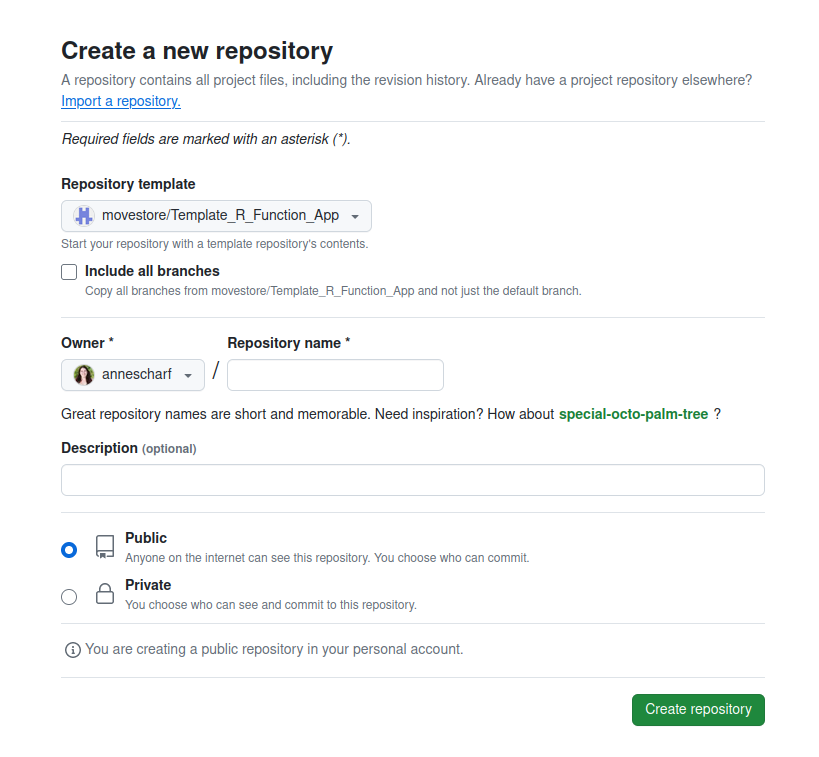 Create a new repository
A repository contains all project files, including the revision history. Already have a project repository elsewhere?
Import a repository.
Required fields are marked with an asterisk (*).
Repository template
movestore/Template_R_Function_App
Start your repository with a template repository's contents.
Include all branches
Copy all branches from movestore/Template_R_Function_App and not just the default branch.
Owner * Repository name *
annescharf /
Great repository names are short and memorable. Need inspiration? How about special-octo-palm-tree ?
Description (optional)
Public
Anyone on the internet can see this repository. You choose who can commit.
Private
You choose who can see and commit to this repository.
You are creating a public repository in your personal account.
Create repository